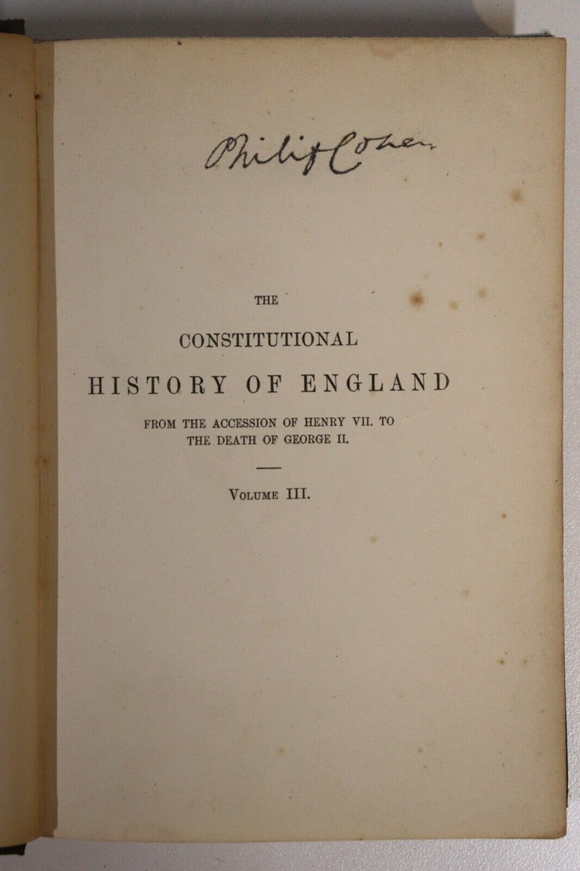 Philip Cohen
THE
CONSTITUTIONAL
HISTORY OF ENGLAND
FROM THE ACCESSION OF HENRY VII. TO
THE DEATH OF GEORGE II.
VOLUME III.